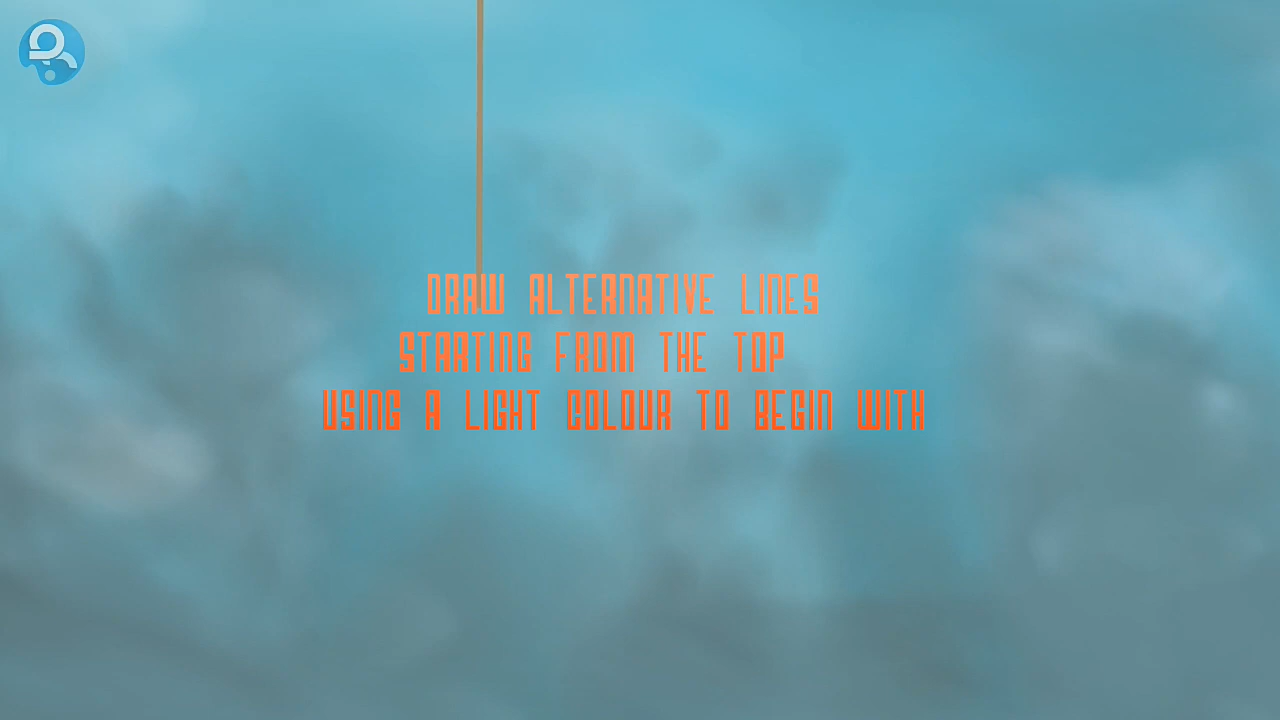 DRAW ALTERNATIVE LINES
STARTING FROM THE TOP
USING A LIGHT COLOUR TO BEGIN WITH